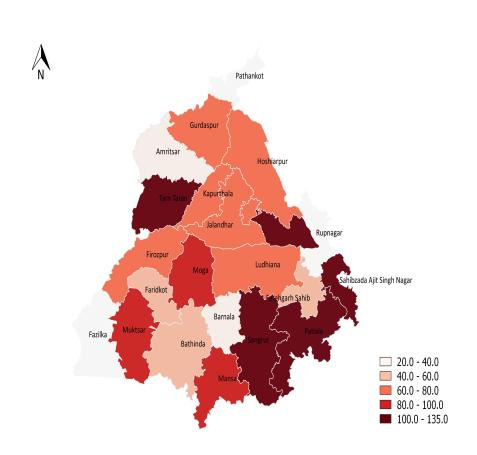 N
Pathankot
Gurdaspur
Amritsar
Hoshiarpur
Tarn Taran
Kapurthala
Jalandhar
Rupnagar
Firozpur
Moga
Ludhiana
Sahibzada Ajit Singh Nagar
Faridkot
Fatehgarh Sahib
Barnala
Fazilka
Muktsar
Patiala
Bathinda
Sangrur
Mansa
20.0 - 40.0
40.0 - 60.0
60.0 - 80.0
80.0 - 100.0
100.0 - 135.0